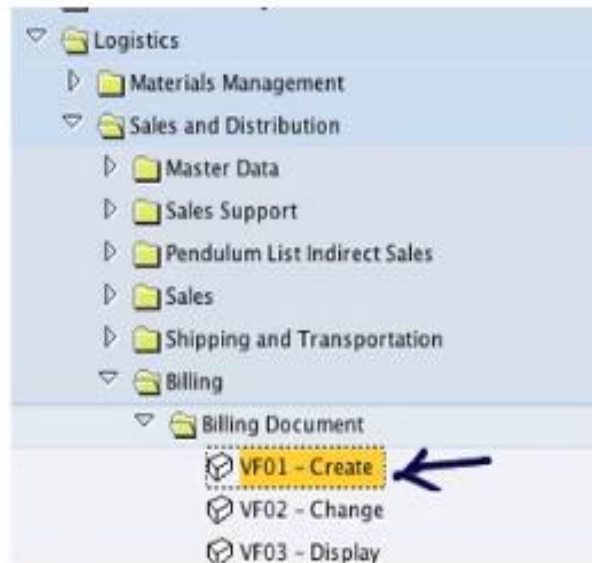 Logistics
Materials Management
Sales and Distribution
Master Data
Sales Support
Pendulum List Indirect Sales
Sales
Shipping and Transportation
Billing
Billing Document
VF01 - Create
VF02 - Change
VF03 - Display